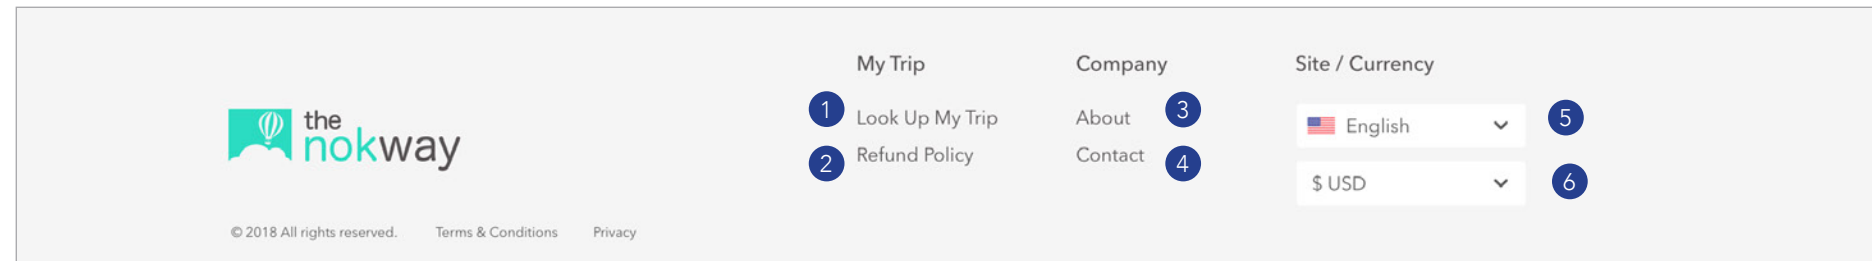 the
nokway
© 2018 All rights reserved. Terms & Conditions Privacy
My Trip
1 Look Up My Trip
2 Refund Policy
Company
About 3
Contact 4
Site / Currency
English 5
$ USD 6